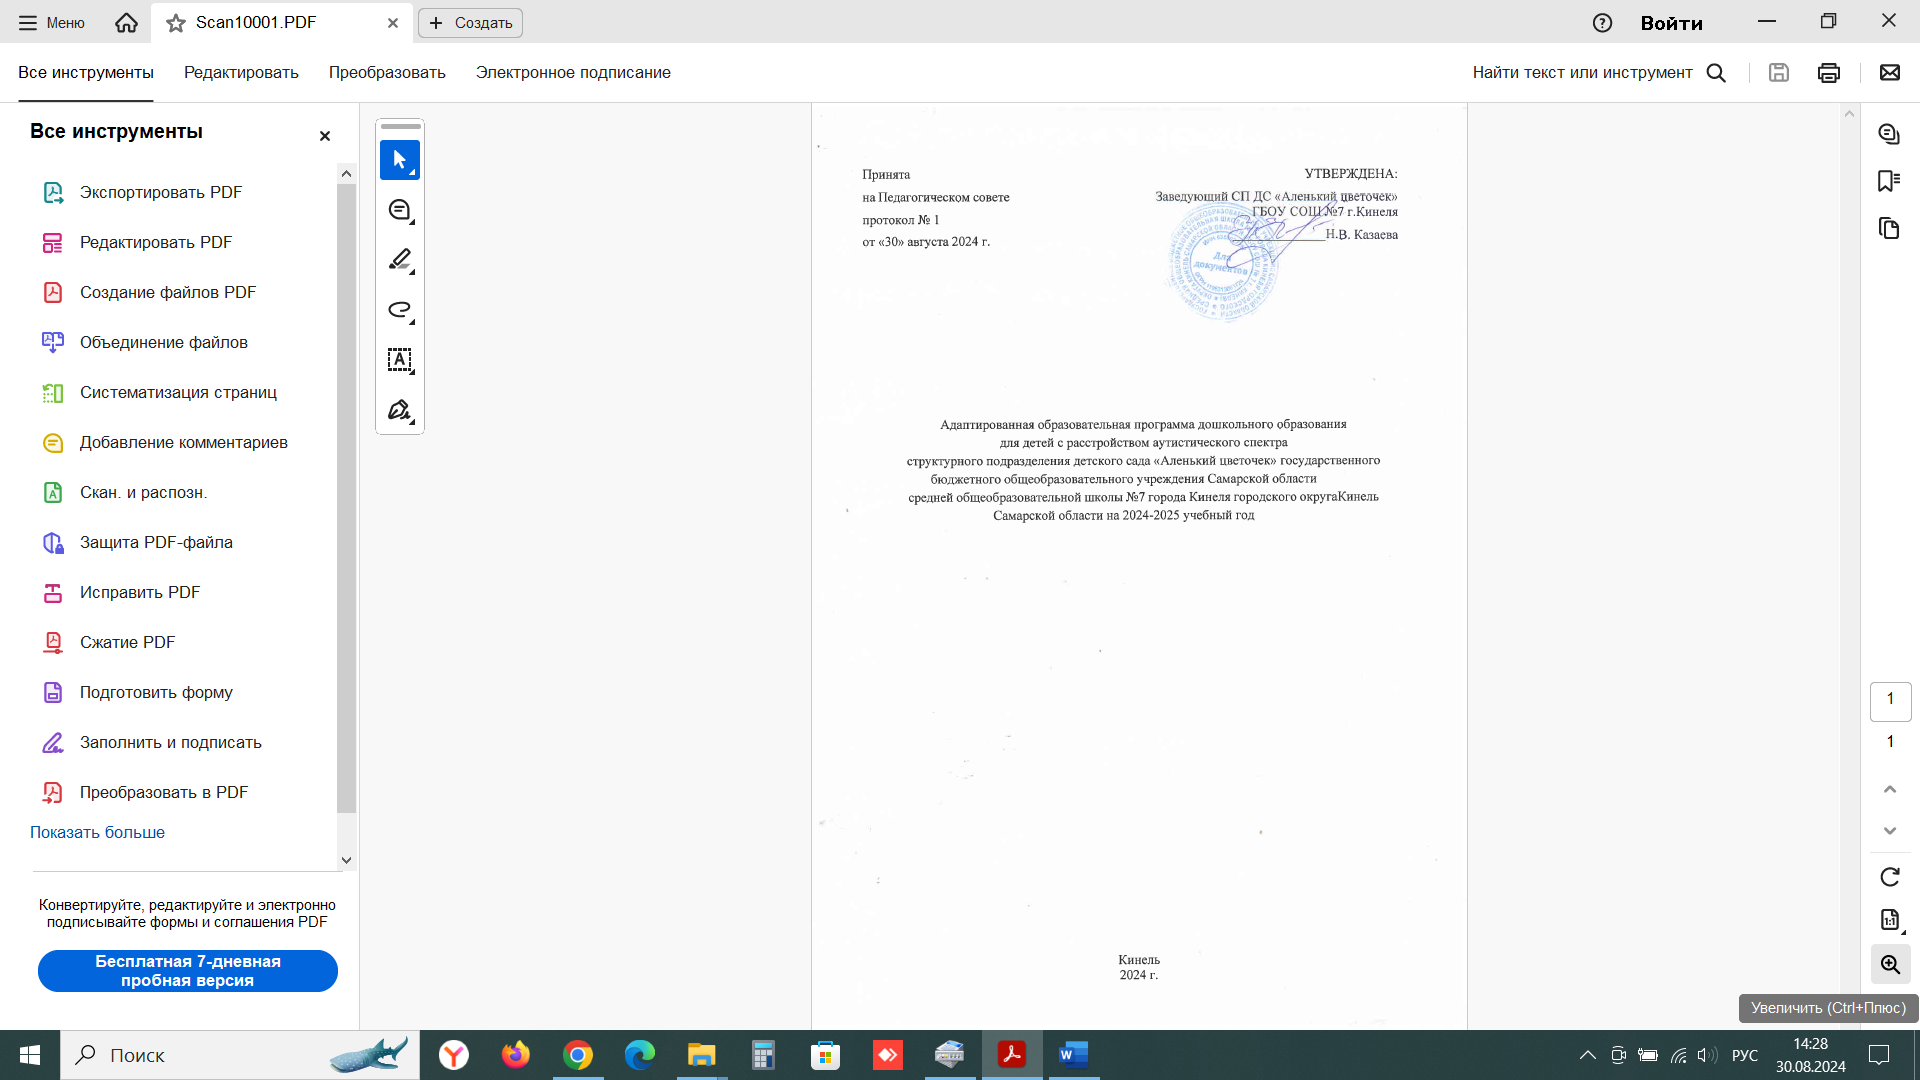 Меню
Scan10001.PDF
Создать
Войти
Все инструменты
Редактировать
Преобразовать
Электронное подписание
Найти текст или инструмент
Все инструменты
Экспортировать PDF
Редактировать PDF
Создание файлов PDF
Объединение файлов
Систематизация страниц
Добавление комментариев
Скан. и распозн.
Защита PDF-файла
Исправить PDF
Сжатие PDF
Подготовить форму
Заполнить и подписать
Преобразовать в PDF
Показать больше
Конвертируйте, редактируйте и электронно
подписывайте формы и соглашения PDF
Бесплатная 7-дневная
пробная версия
Принята
на Педагогическом совете
протокол № 1
от «30» августа 2024 г.
УТВЕРЖДЕНА:
Заведующий СП ДС «Аленький цветочек»
ГБОУ СОШ №7 г.Кинеля
Н.В. Казаева
Для
документов
Адаптированная образовательная программа дошкольного образования
для детей с расстройством аутистического спектра
структурного подразделения детского сада «Аленький цветочек» государственного
бюджетного общеобразовательного учреждения Самарской области
средней общеобразовательной школы №7 города Кинеля городского округаКинель
Самарской области на 2024-2025 учебный год
Кинель
2024 г.
1
1
Увеличить (Ctrl+Плюс)
Поиск
РУС
14:28
30.08.2024